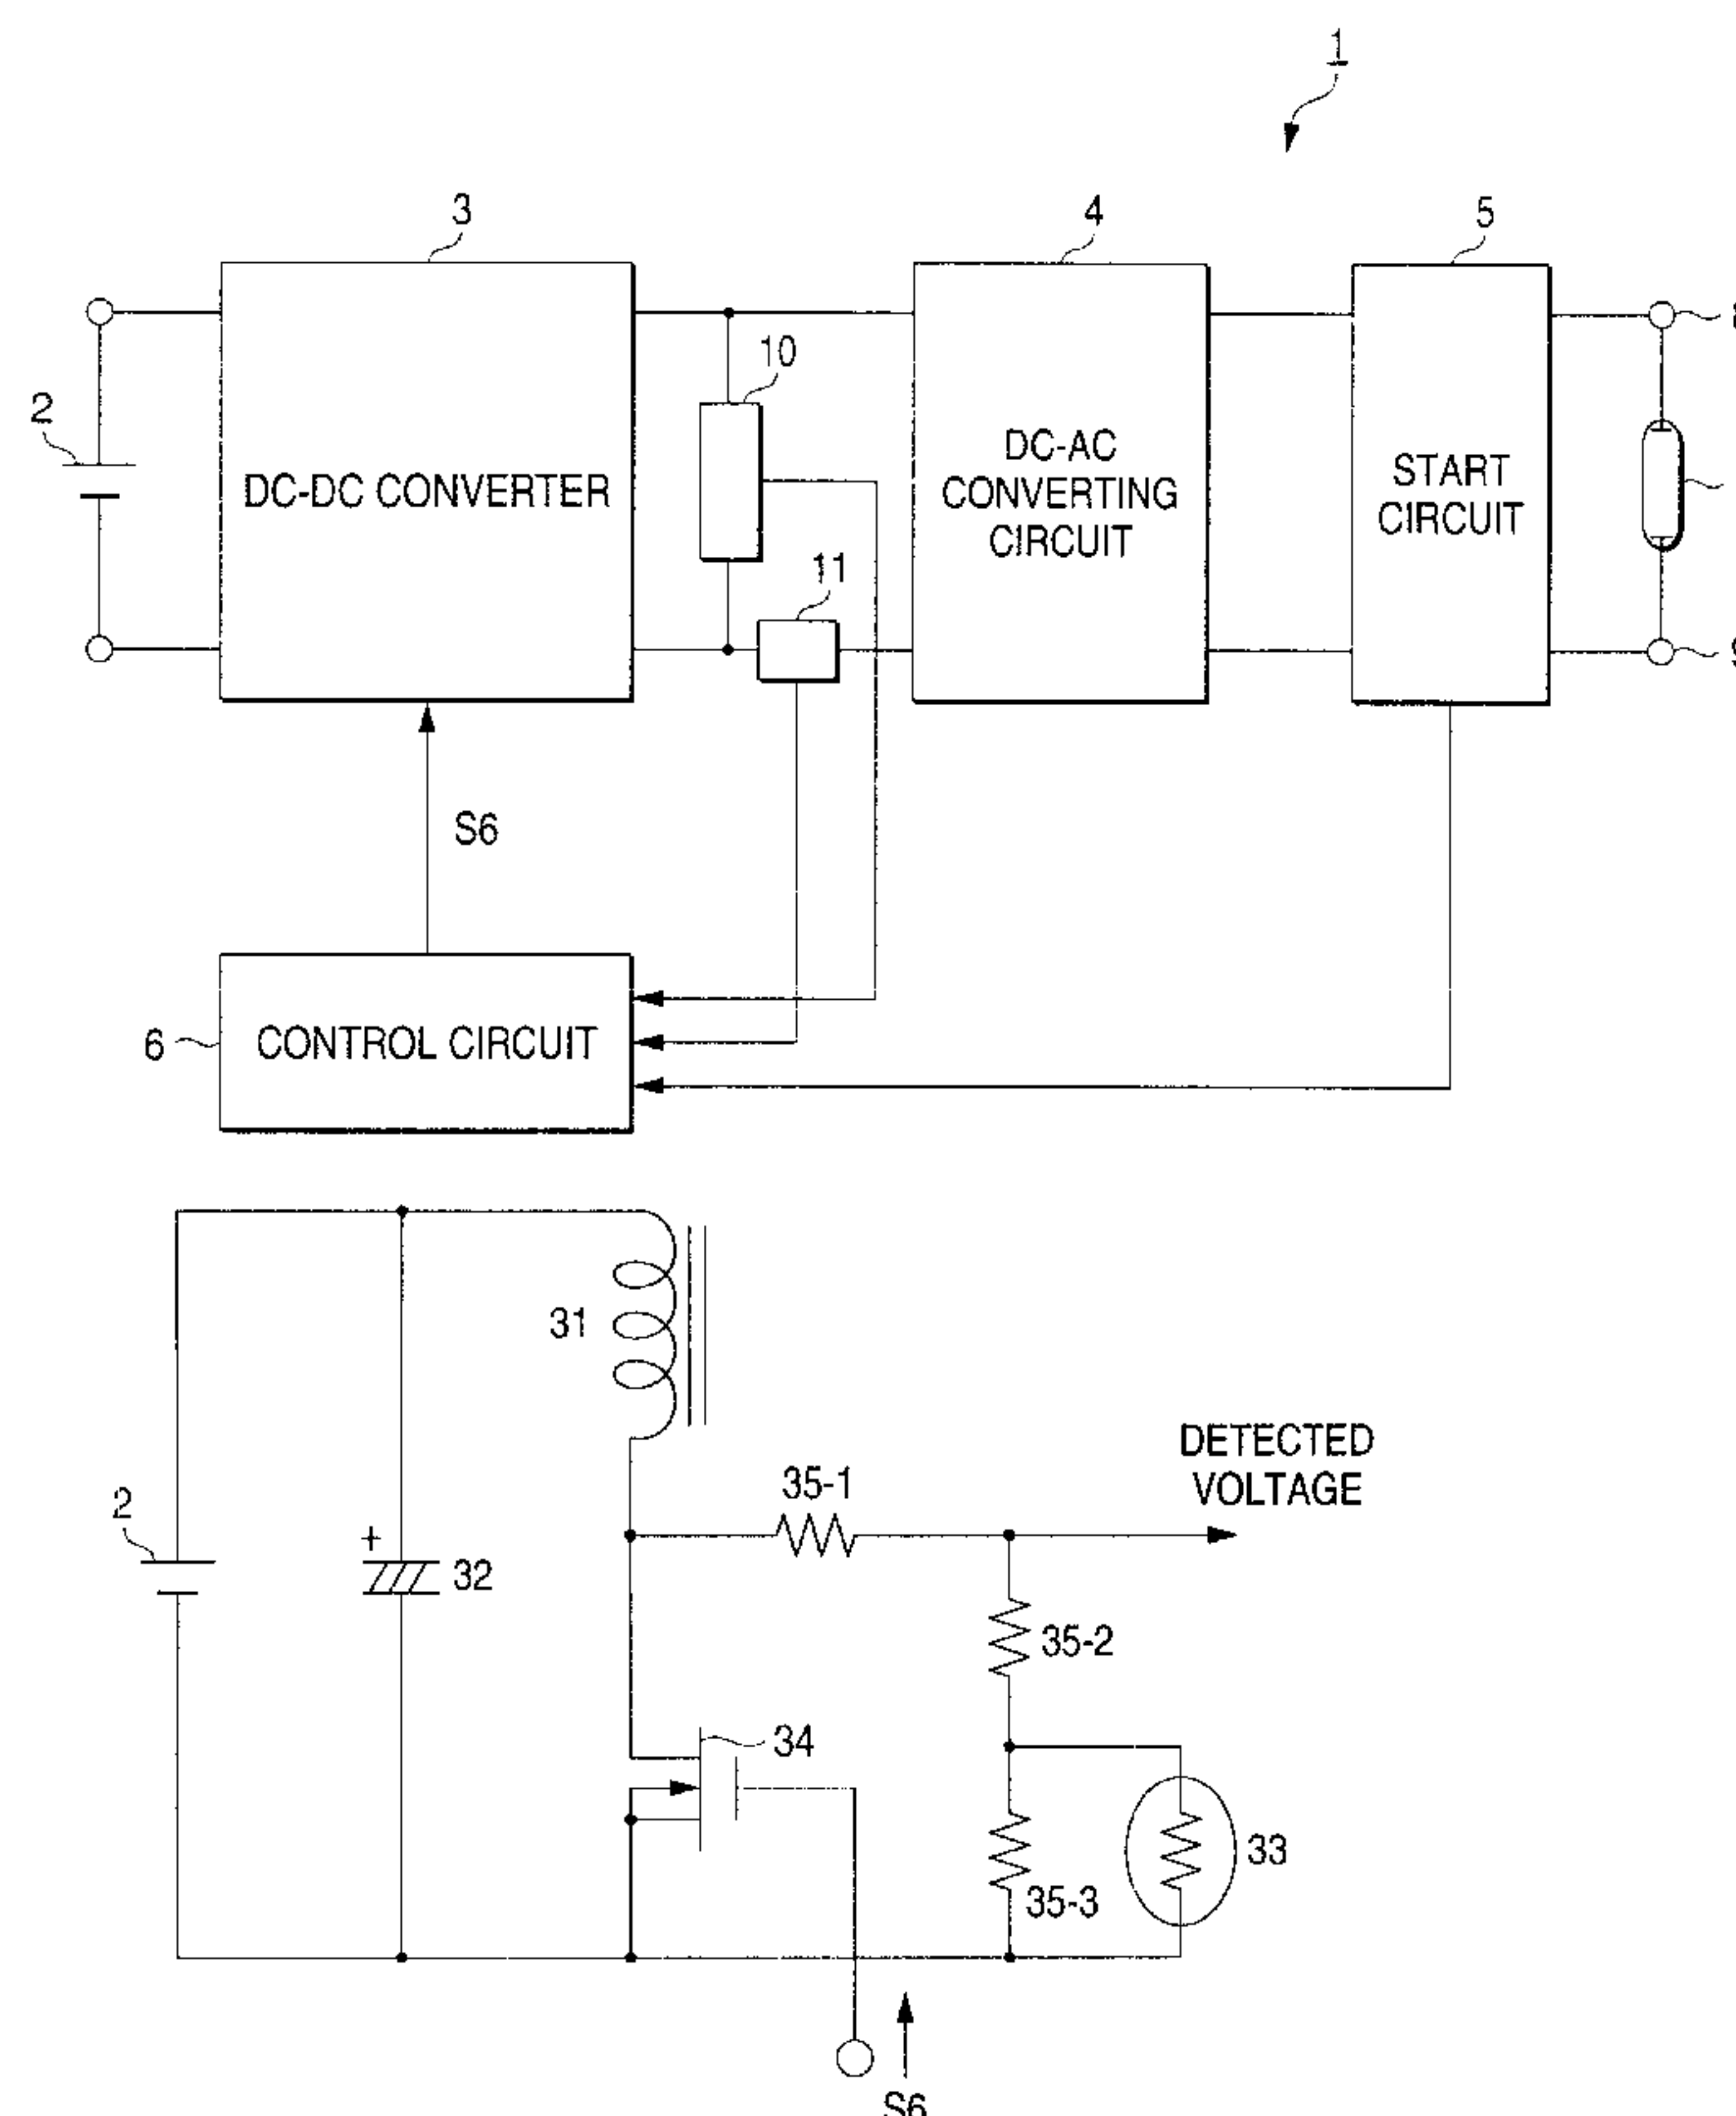 1
3
4
5
10
2
DC-DC CONVERTER
DC-AC
CONVERTING
CIRCUIT
START
CIRCUIT
11
S6
6
CONTROL CIRCUIT
31
DETECTED
VOLTAGE
35-1
2
+
32
35-2
34
33
35-3
S6